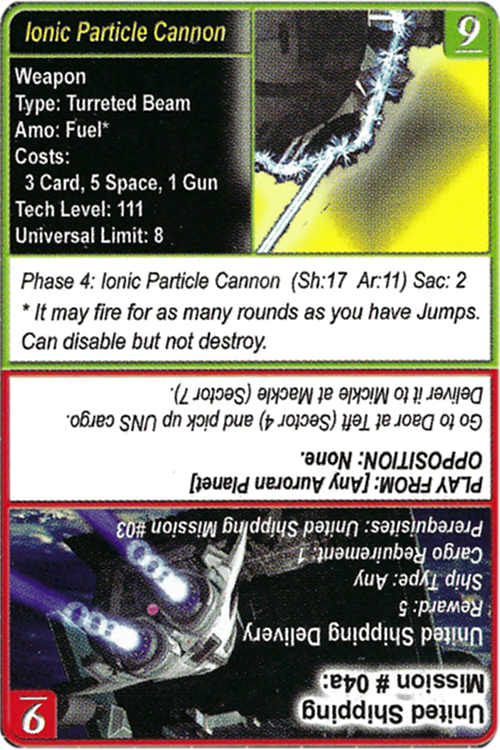 Ionic Particle Cannon
9
Weapon
Type: Turreted Beam
Amo: Fuel*
Costs:
3 Card, 5 Space, 1 Gun
Tech Level: 111
Universal Limit: 8
Phase 4: Ionic Particle Cannon (Sh:17 Ar:11) Sac: 2
* It may fire for as many rounds as you have Jumps.
Can disable but not destroy.
United Shipping
Mission # 04a:
6
United Shipping Delivery
Reward: 5
Ship Type: Any
Cargo Requirement: 1
Prerequisites: United Shipping Mission #03
PLAY FROM: [Any Auroran Planet]
OPPOSITION: None.
Go to Daor at Teft (Sector 4) and pick up UNS cargo.
Deliver it to Mickle at Mackle (Sector 7).